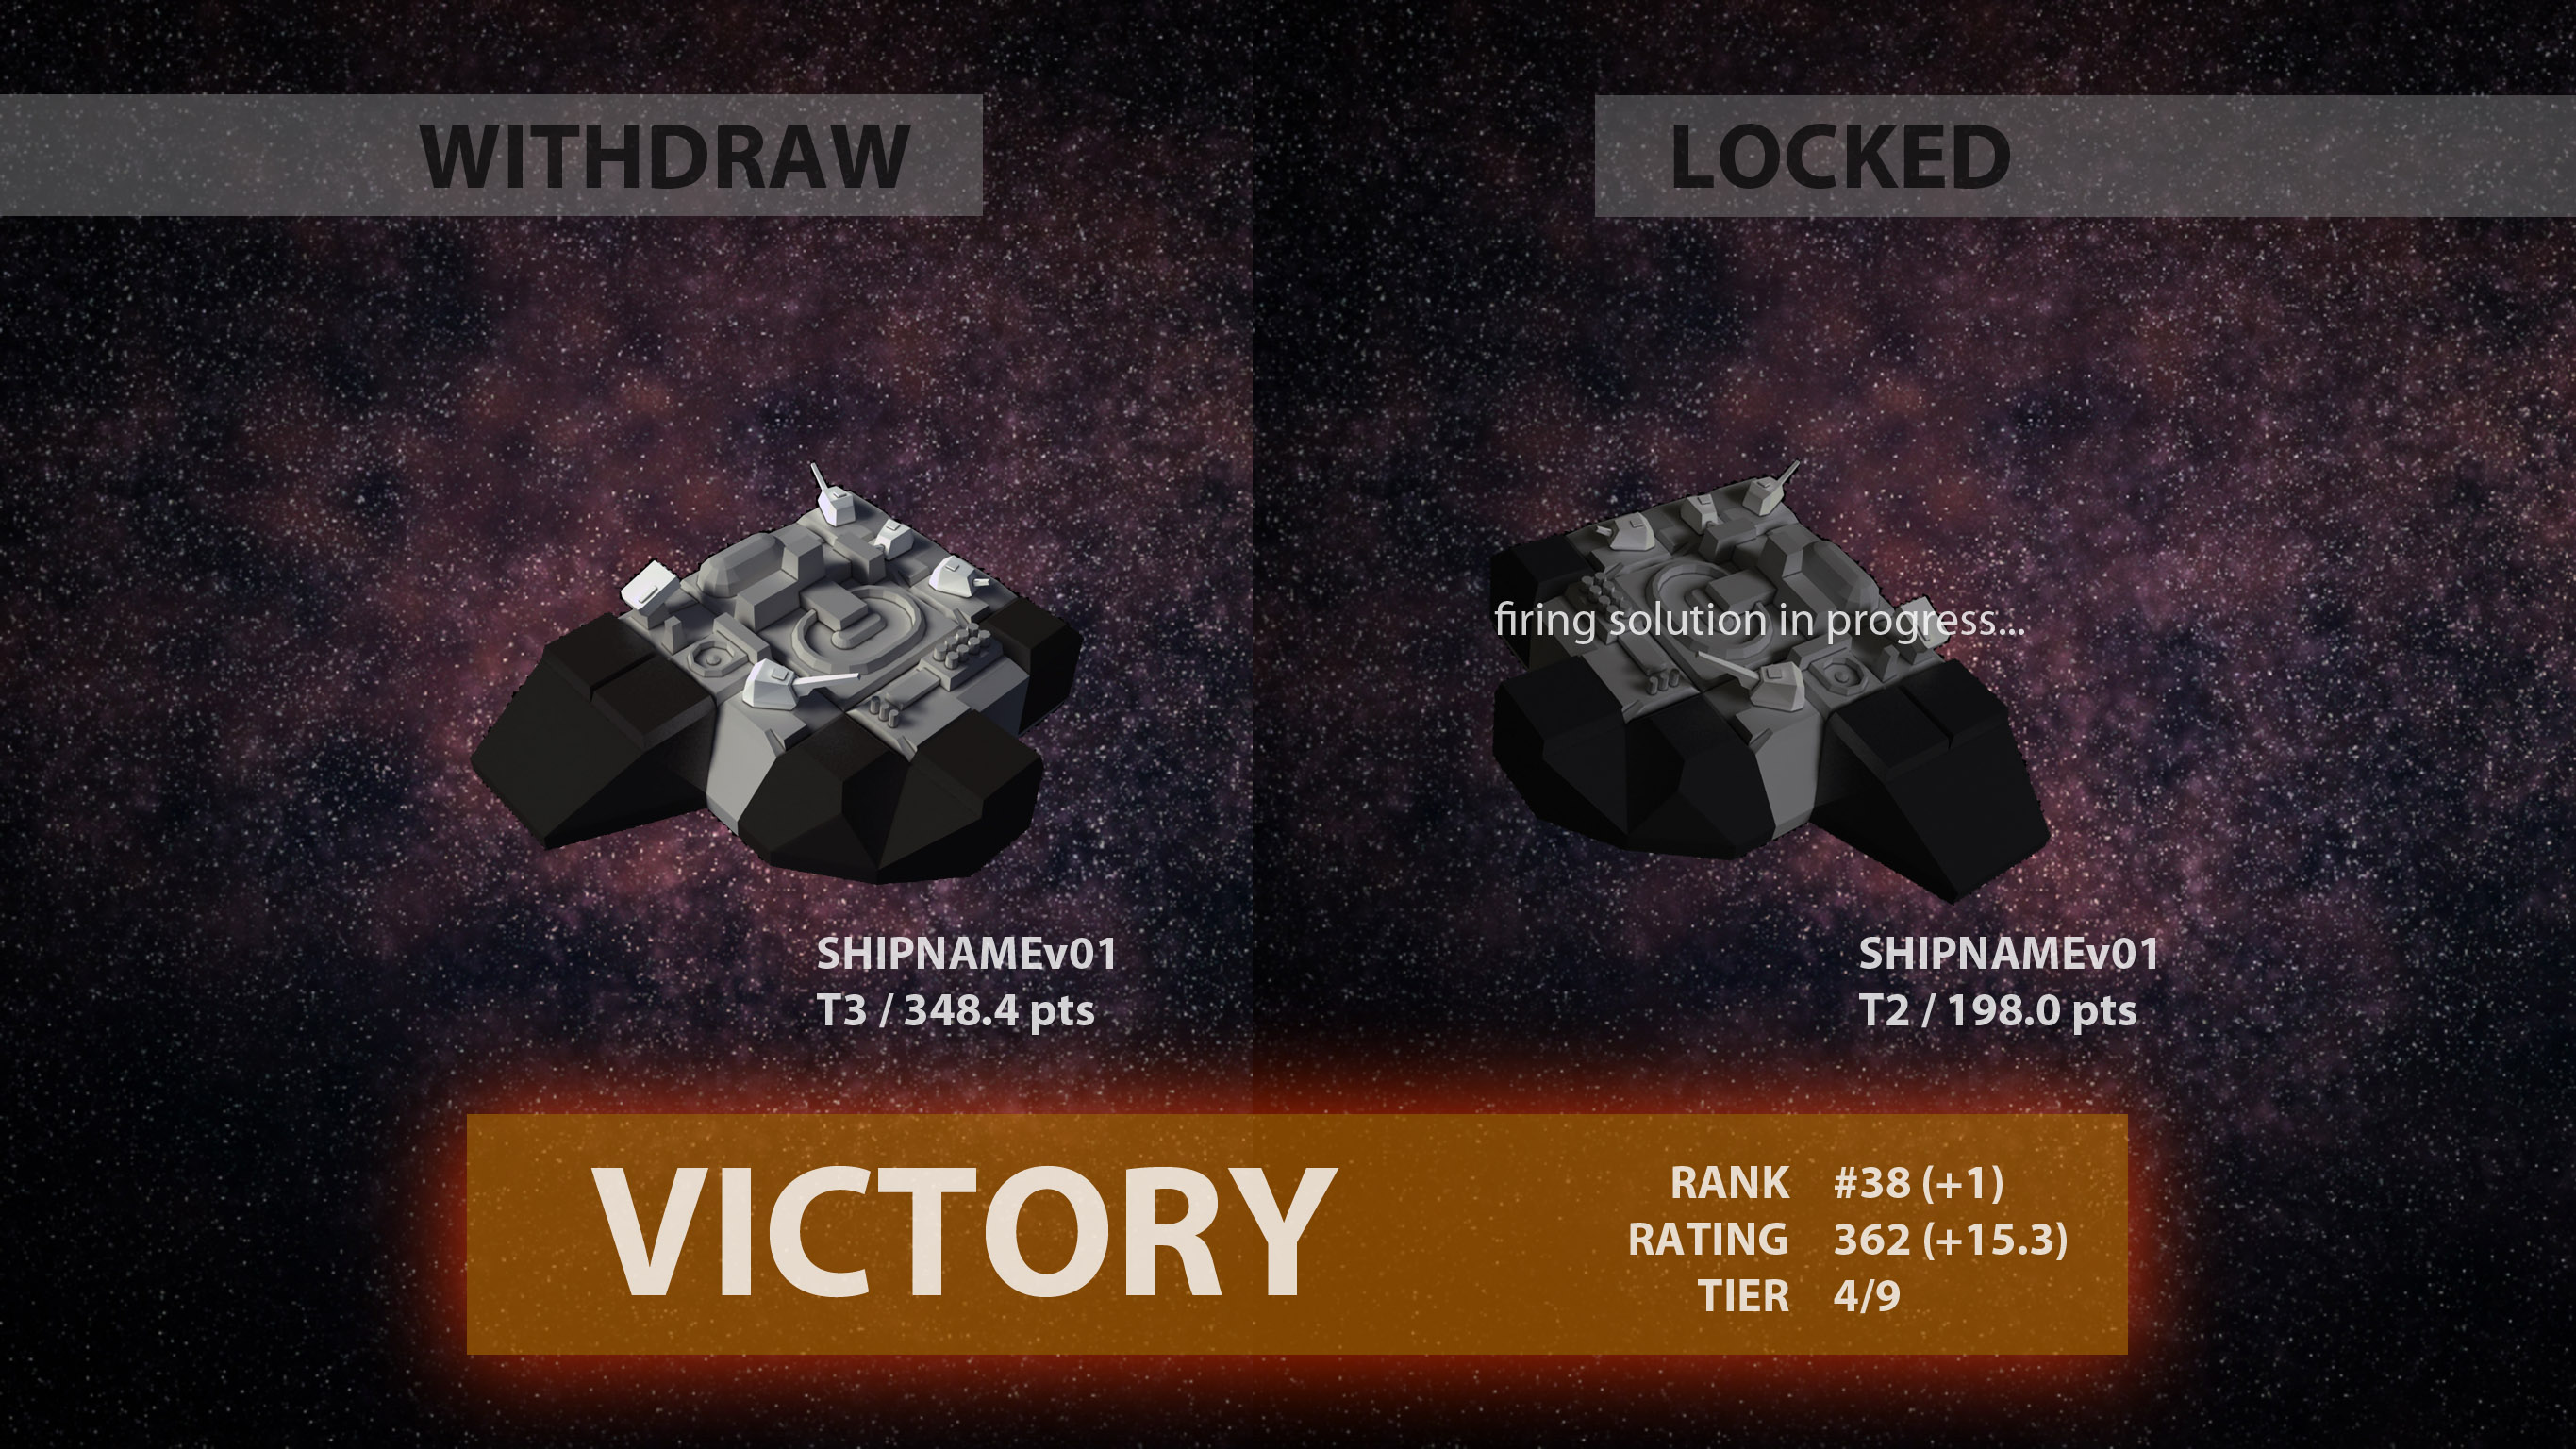 WITHDRAW
LOCKED
firing solution in progress...
SHIPNAMEv01
T3 / 348.4 pts
SHIPNAMEv01
T2 / 198.0 pts
VICTORY
RANK #38 (+1)
RATING 362 (+15.3)
TIER 4/9